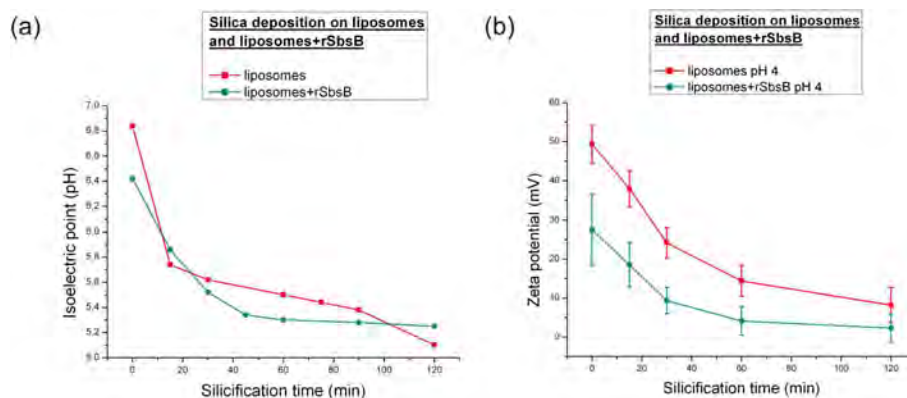 (a)
Silica deposition on liposomes
and liposomes+rSbsB
liposomes
liposomes+rSbsB
7,0
6,8
6,6
6,4
6,2
6,0
5,8
5,6
5,4
5,2
5,0
Isoelectric point (pH)
0
20
40
60
80
100
120
Silicification time (min)
(b)
Silica deposition on liposomes
and liposomes+rSbsB
liposomes pH 4
liposomes+rSbsB pH 4
60
50
40
30
20
10
0
Zeta potential (mV)
0
20
40
60
80
100
120
Silicification time (min)